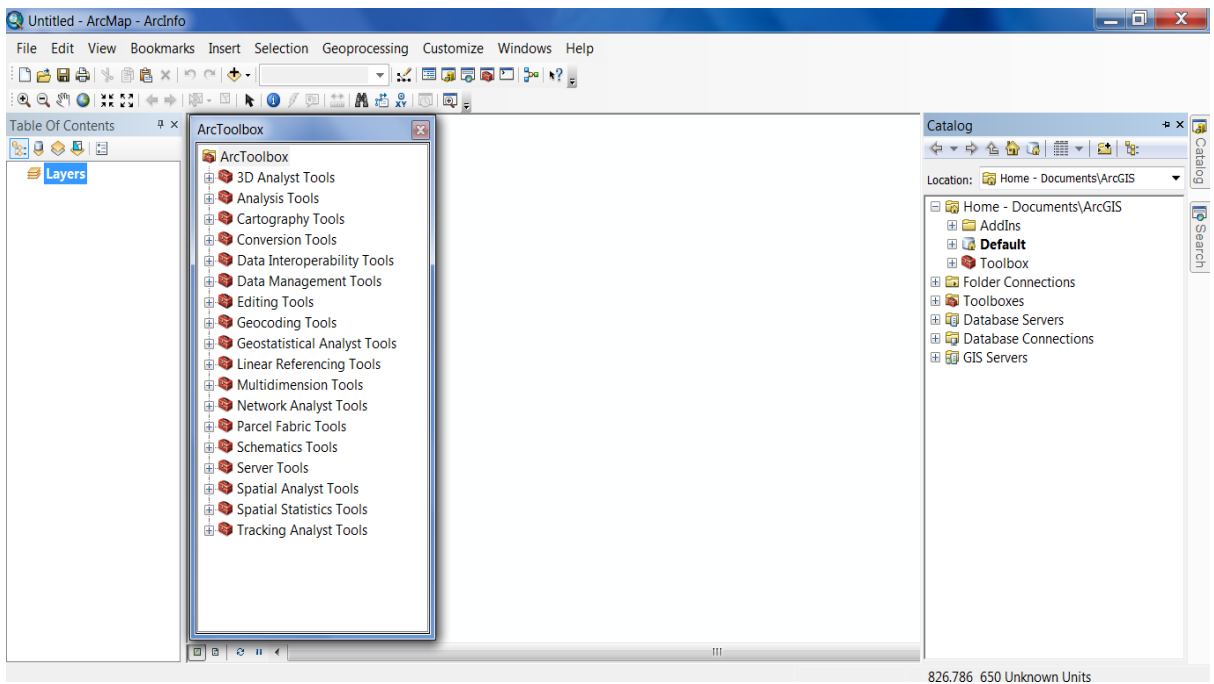 Untitled - ArcMap - ArcInfo
File Edit View Bookmarks Insert Selection Geoprocessing Customize Windows Help
Table Of Contents
Layers
ArcToolbox
ArcToolbox
3D Analyst Tools
Analysis Tools
Cartography Tools
Conversion Tools
Data Interoperability Tools
Data Management Tools
Editing Tools
Geocoding Tools
Geostatistical Analyst Tools
Linear Referencing Tools
Multidimension Tools
Network Analyst Tools
Parcel Fabric Tools
Schematics Tools
Server Tools
Spatial Analyst Tools
Spatial Statistics Tools
Tracking Analyst Tools
Catalog
Location: Home - Documents\ArcGIS
Home - Documents\ArcGIS
AddIns
Default
Toolbox
Folder Connections
Toolboxes
Database Servers
Database Connections
GIS Servers
Catalog
Search
826.786 650 Unknown Units